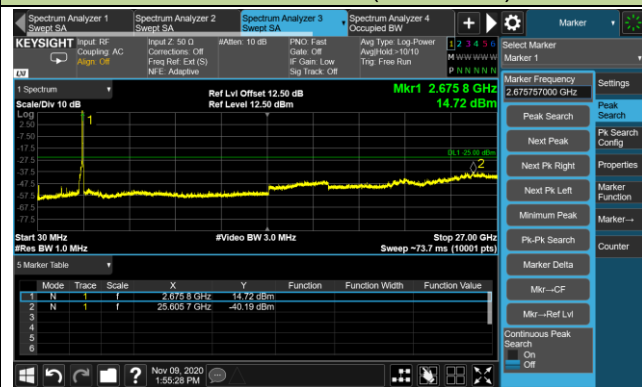 Spectrum Analyzer 1
Swept SA
Spectrum Analyzer 2
Swept SA
Spectrum Analyzer 3
Swept SA
Spectrum Analyzer 4
Occupied BW
Marker
KEYSIGHT
Input: RF
Coupling: AC
Align: Off
Input Z: 50 Ω
Corrections: Off
Freq Ref: Ext (S)
NFE: Adaptive
#Atten: 10 dB
PNO: Fast
Gate: Off
IF Gain: Low
Sig Track: Off
Avg Type: Log-Power
Avg|Hold:>10/10
Trig: Free Run
1 2 3 4 5 6
M W W W W W
P N N N N N
LXI
1 Spectrum
Scale/Div 10 dB
Ref Lvl Offset 12.50 dB
Ref Level 12.50 dBm
Mkr1 2.675 8 GHz
14.72 dBm
Log
2.50
-7.50
-17.5
-27.5
-37.5
-47.5
-57.5
-67.5
-77.5
1
DL1 -25.00 dBm
2
Start 30 MHz
#Res BW 1.0 MHz
#Video BW 3.0 MHz
Stop 27.00 GHz
Sweep ~73.7 ms (10001 pts)
5 Marker Table
Mode Trace Scale X Y Function Function Width Function Value
1 N 1 f 2.675 8 GHz 14.72 dBm
2 N 1 f 25.605 7 GHz -40.19 dBm
3
4
5
6
Nov 09, 2020
1:55:28 PM
Select Marker
Marker 1
Marker Frequency
2.675757000 GHz
Peak Search
Next Peak
Next Pk Right
Next Pk Left
Minimum Peak
Pk-Pk Search
Marker Delta
Mkr→CF
Mkr→Ref Lvl
Continuous Peak
Search
On
Off
Settings
Peak
Search
Pk Search
Config
Properties
Marker
Function
Marker→
Counter